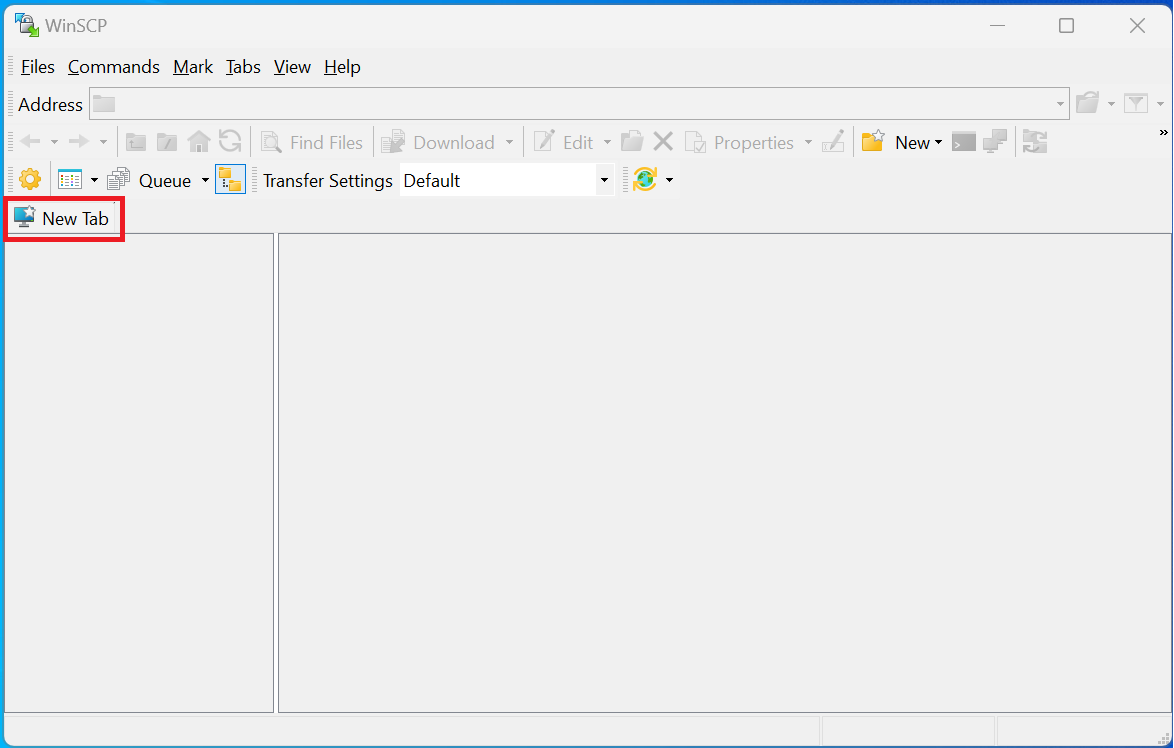 WinSCP
Files Commands Mark Tabs View Help
Address
Find Files Download Edit Properties New »
Queue Transfer Settings Default
New Tab